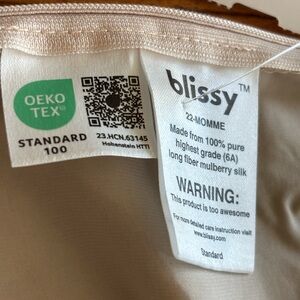 OEKO
TEX®
STANDARD
100
23.HCN.63145
Hohenstein HTTI
blissy™
22-MOMME
Made from 100% pure
highest grade (6A)
long fiber mulberry silk
WARNING:
This product is too awesome
For more detailed care instruction visit
www.blissy.com
Standard